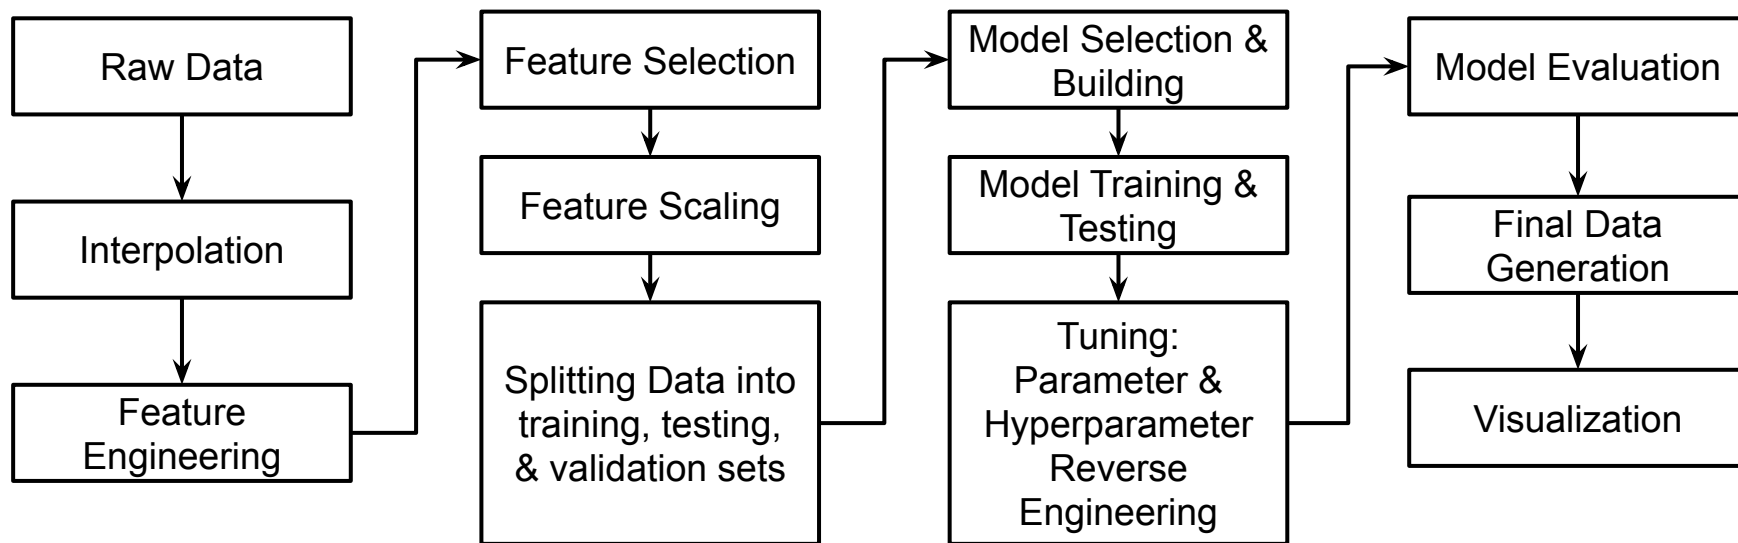 Raw Data
Interpolation
Feature
Engineering
Feature Selection
Feature Scaling
Splitting Data into
training, testing,
& validation sets
Model Selection &
Building
Model Training &
Testing
Tuning:
Parameter &
Hyperparameter
Reverse
Engineering
Model Evaluation
Final Data
Generation
Visualization